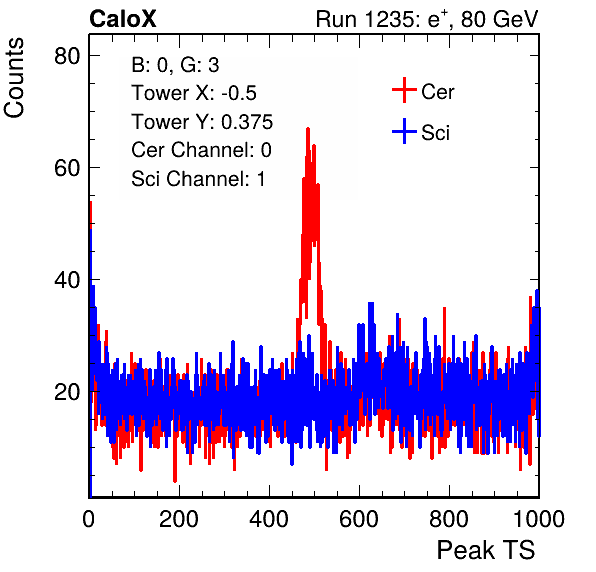 CaloX Run 1235: e⁺, 80 GeV
Counts
B: 0, G: 3
Tower X: -0.5
Tower Y: 0.375
Cer Channel: 0
Sci Channel: 1
Cer
Sci
80
60
40
20
0 200 400 600 800 1000
Peak TS